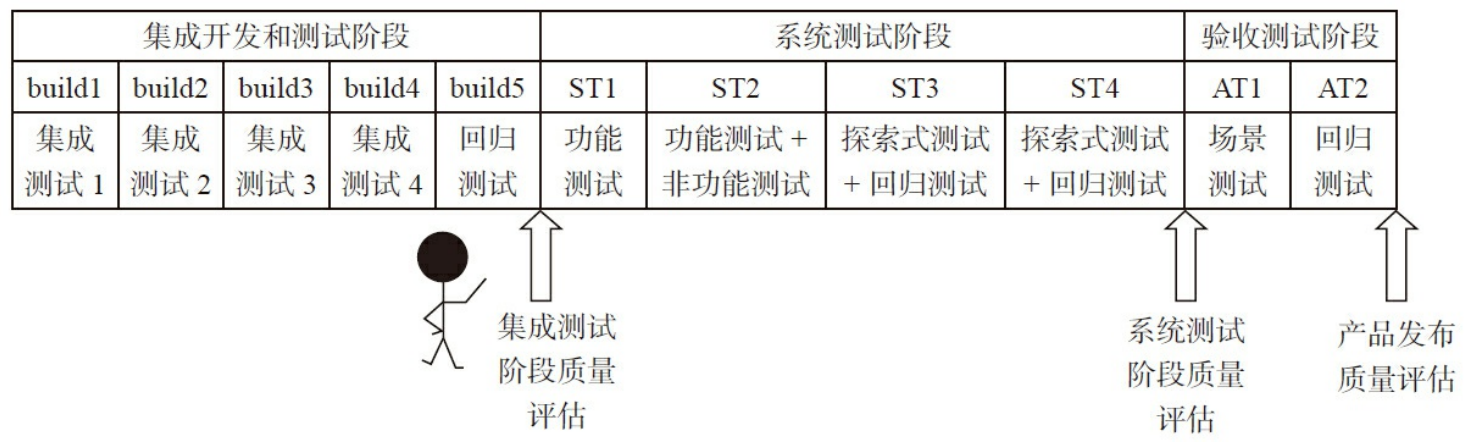 集成开发和测试阶段 系统测试阶段 验收测试阶段
build1 build2 build3 build4 build5 ST1 ST2 ST3 ST4 AT1 AT2
集成 集成 集成 集成 回归 功能 功能测试 + 探索式测试 探索式测试 场景 回归
测试 1 测试 2 测试 3 测试 4 测试 测试 非功能测试 + 回归测试 + 回归测试 测试 测试
集成测试
阶段质量
评估
系统测试
阶段质量
评估
产品发布
质量评估